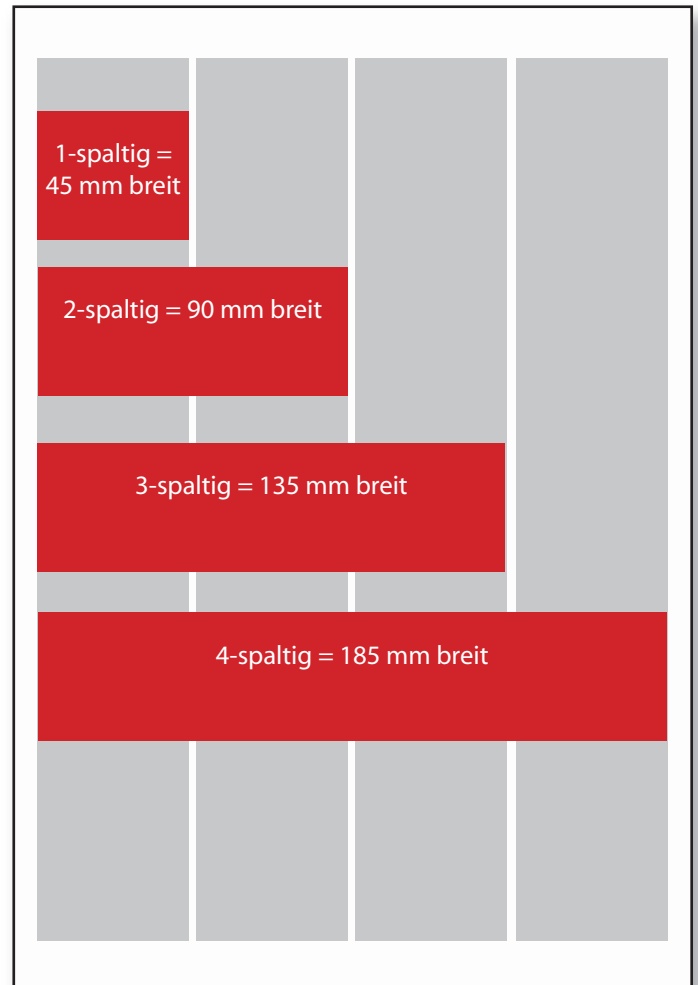 1-spaltig =
45 mm breit
2-spaltig = 90 mm breit
3-spaltig = 135 mm breit
4-spaltig = 185 mm breit